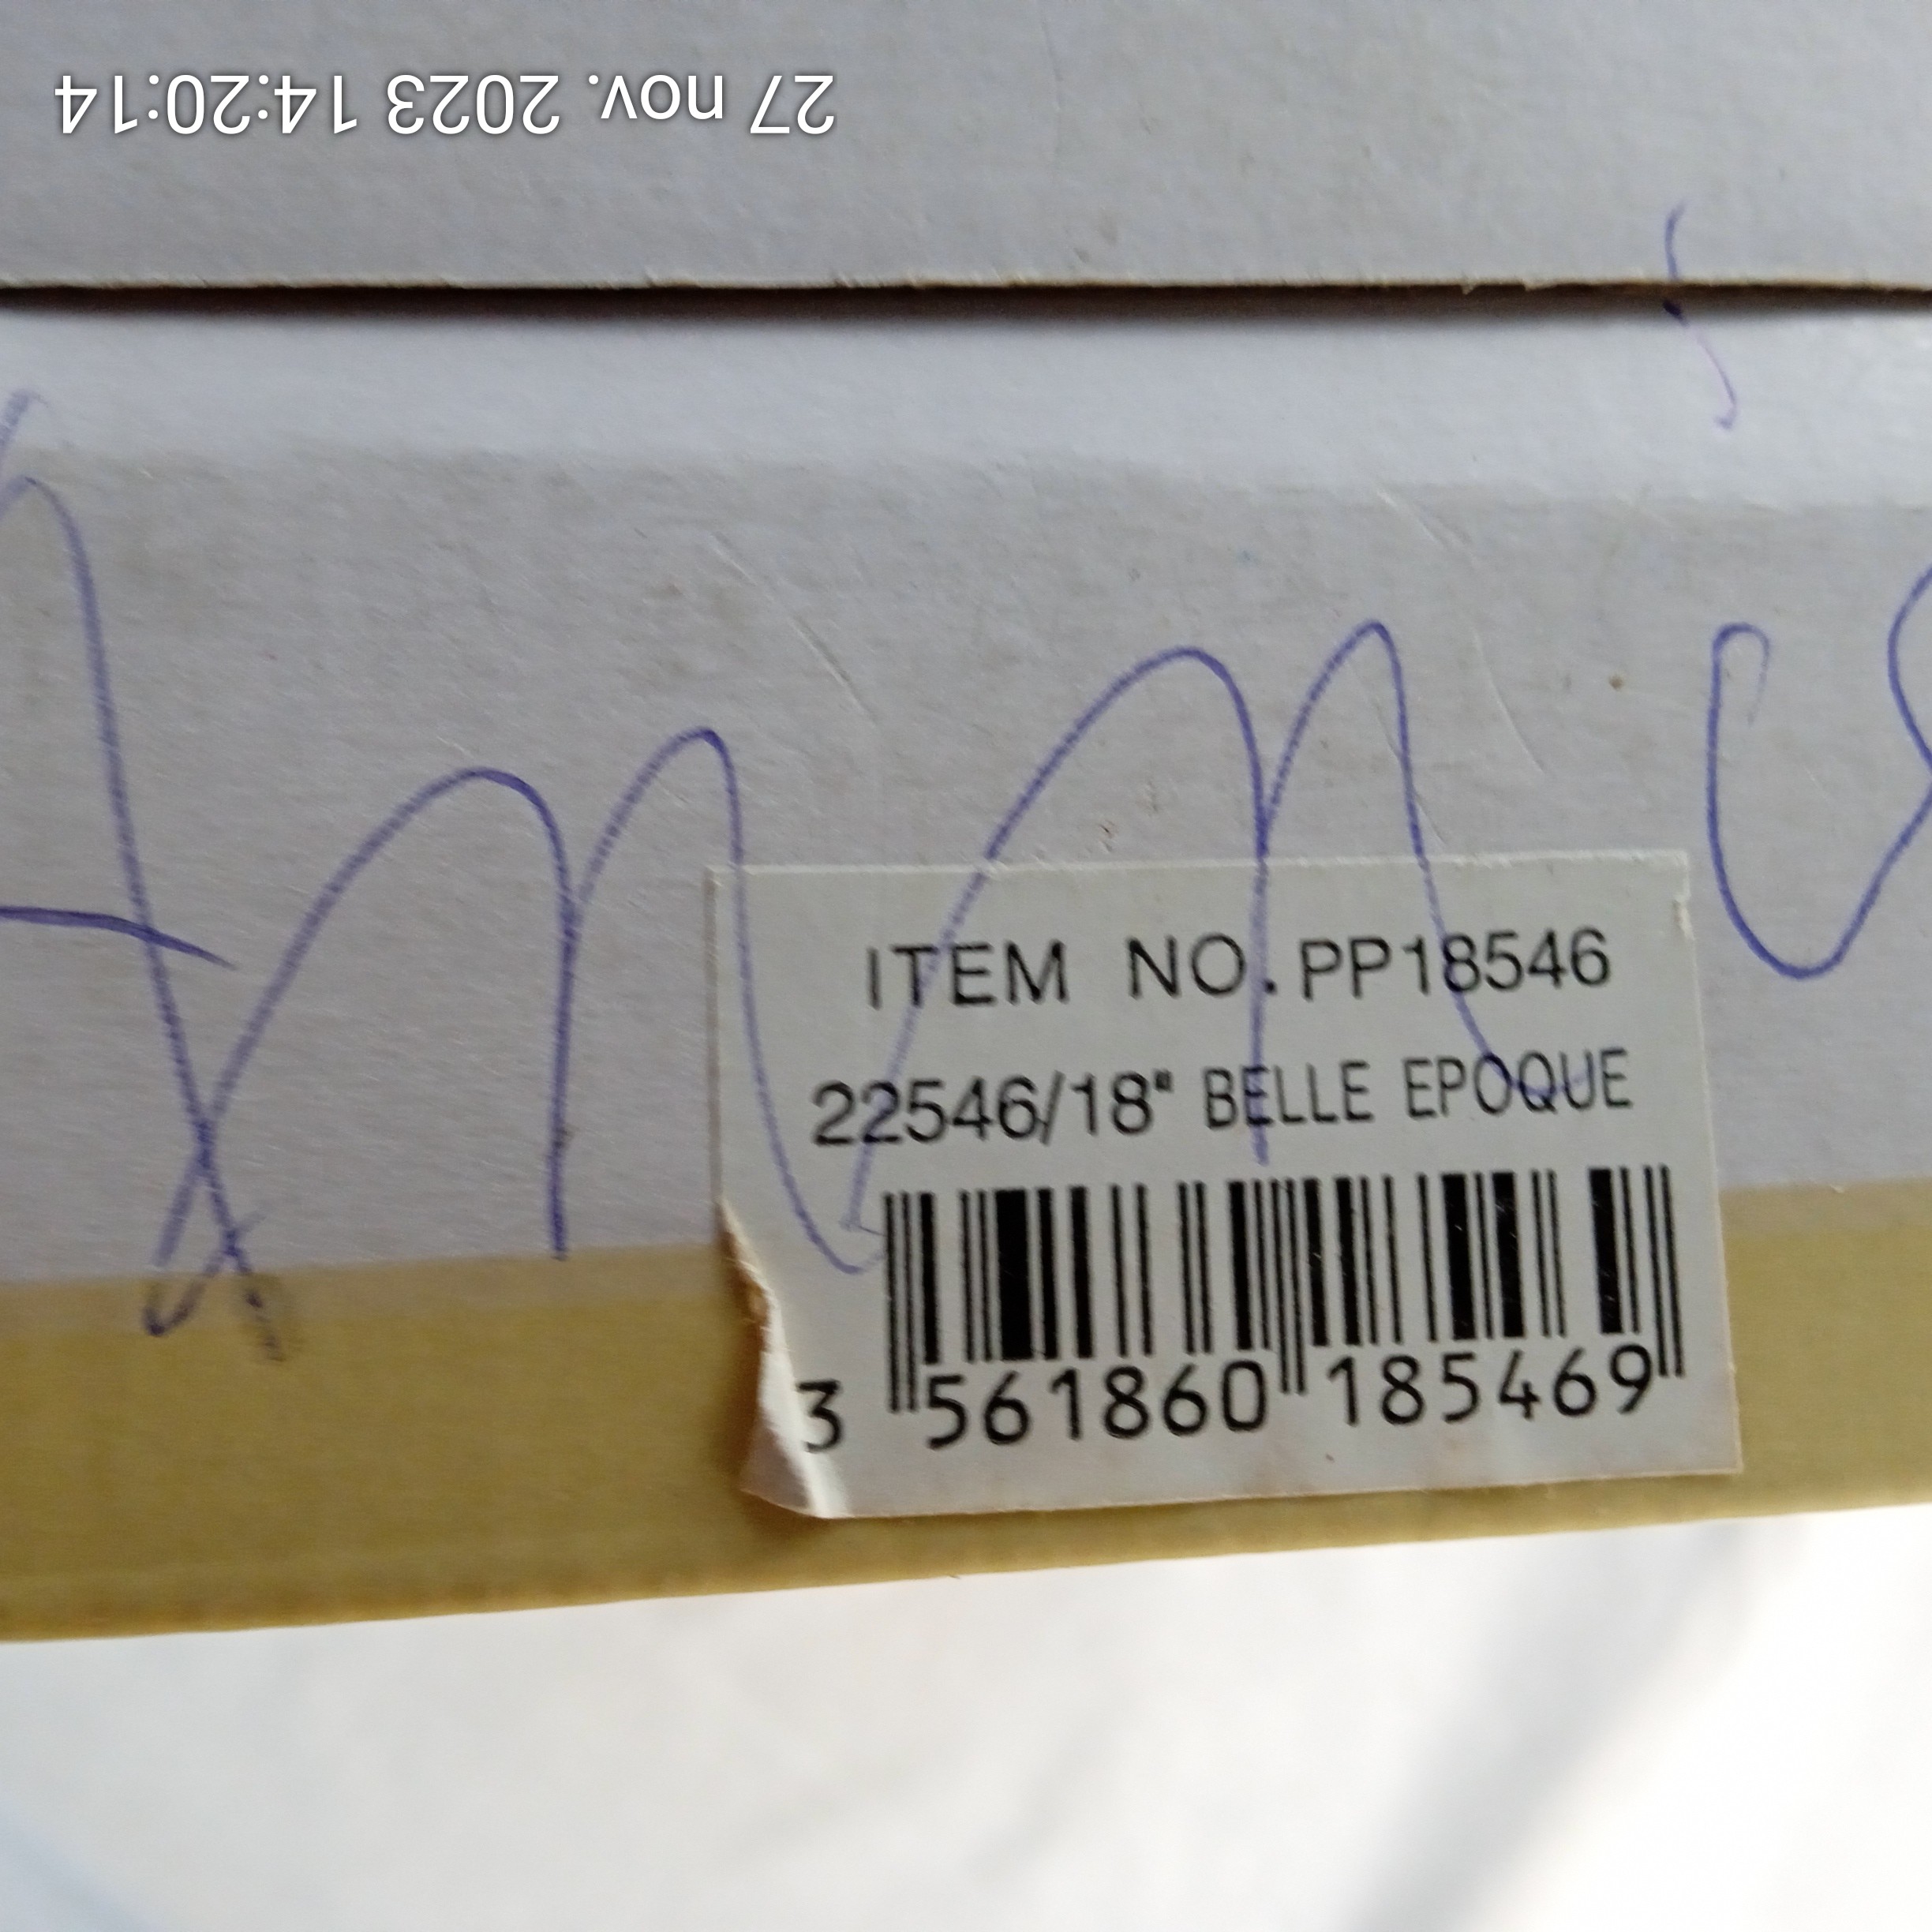 27 nov. 2023 14:20:14
ITEM NO. PP18546
22546/18" BELLE EPOQUE
3 561860 185469